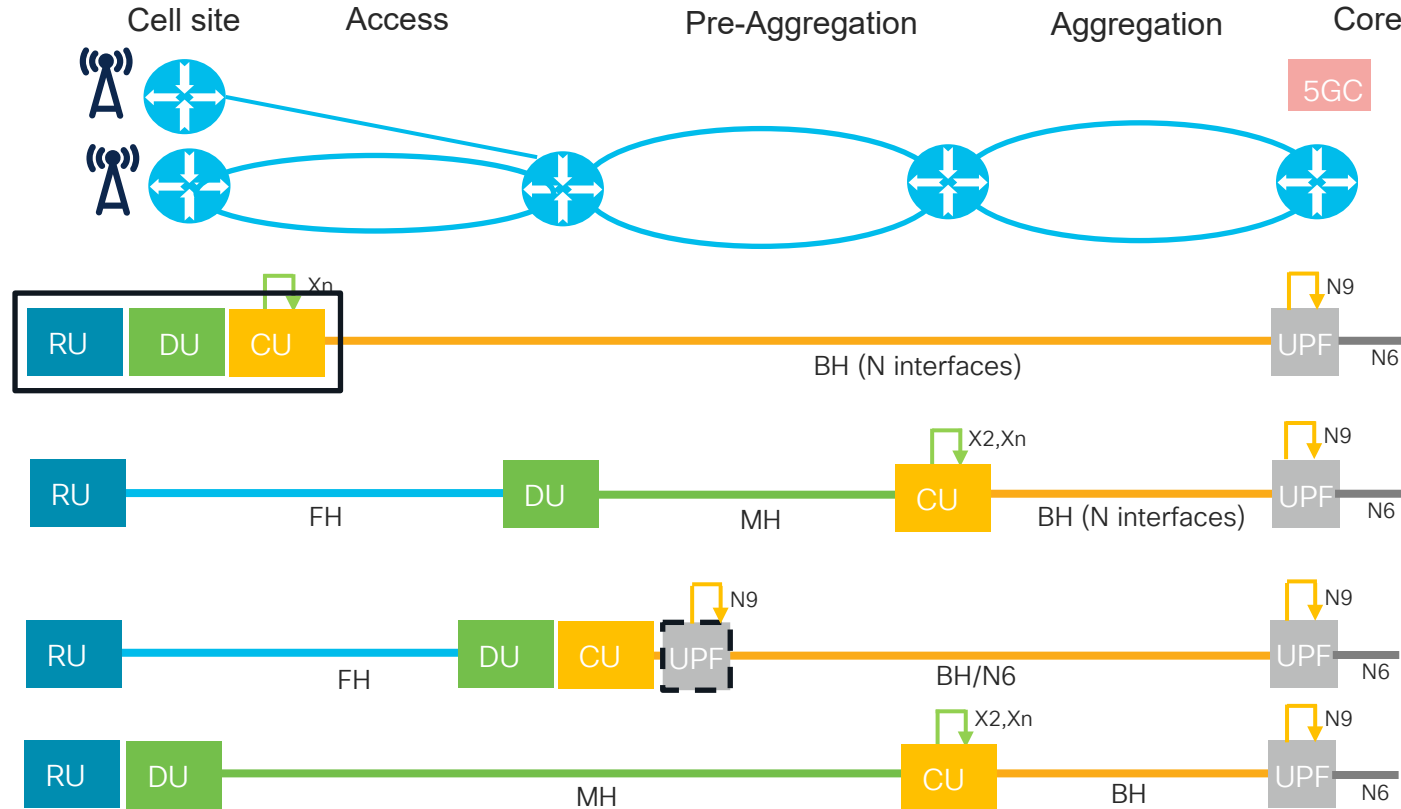 Cell site
Access
Pre-Aggregation
Aggregation
Core
5GC
Xn
N9
RU
DU
CU
UPF
BH (N interfaces)
N6
X2,Xn
N9
RU
DU
CU
UPF
FH
MH
BH (N interfaces)
N6
N9
N9
RU
DU
CU
UPF
UPF
FH
BH/N6
N6
X2,Xn
N9
RU
DU
CU
UPF
MH
BH
N6